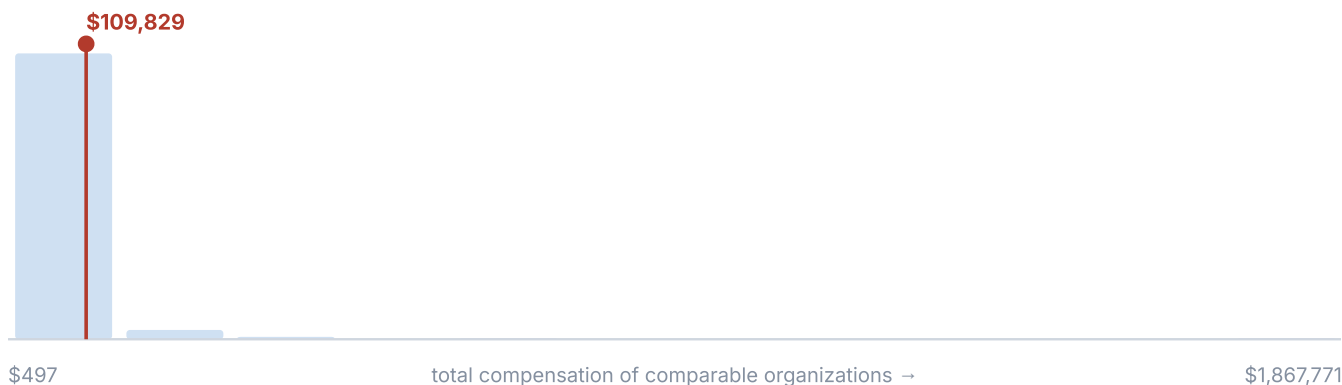 $109,829
$497
total compensation of comparable organizations →
$1,867,771